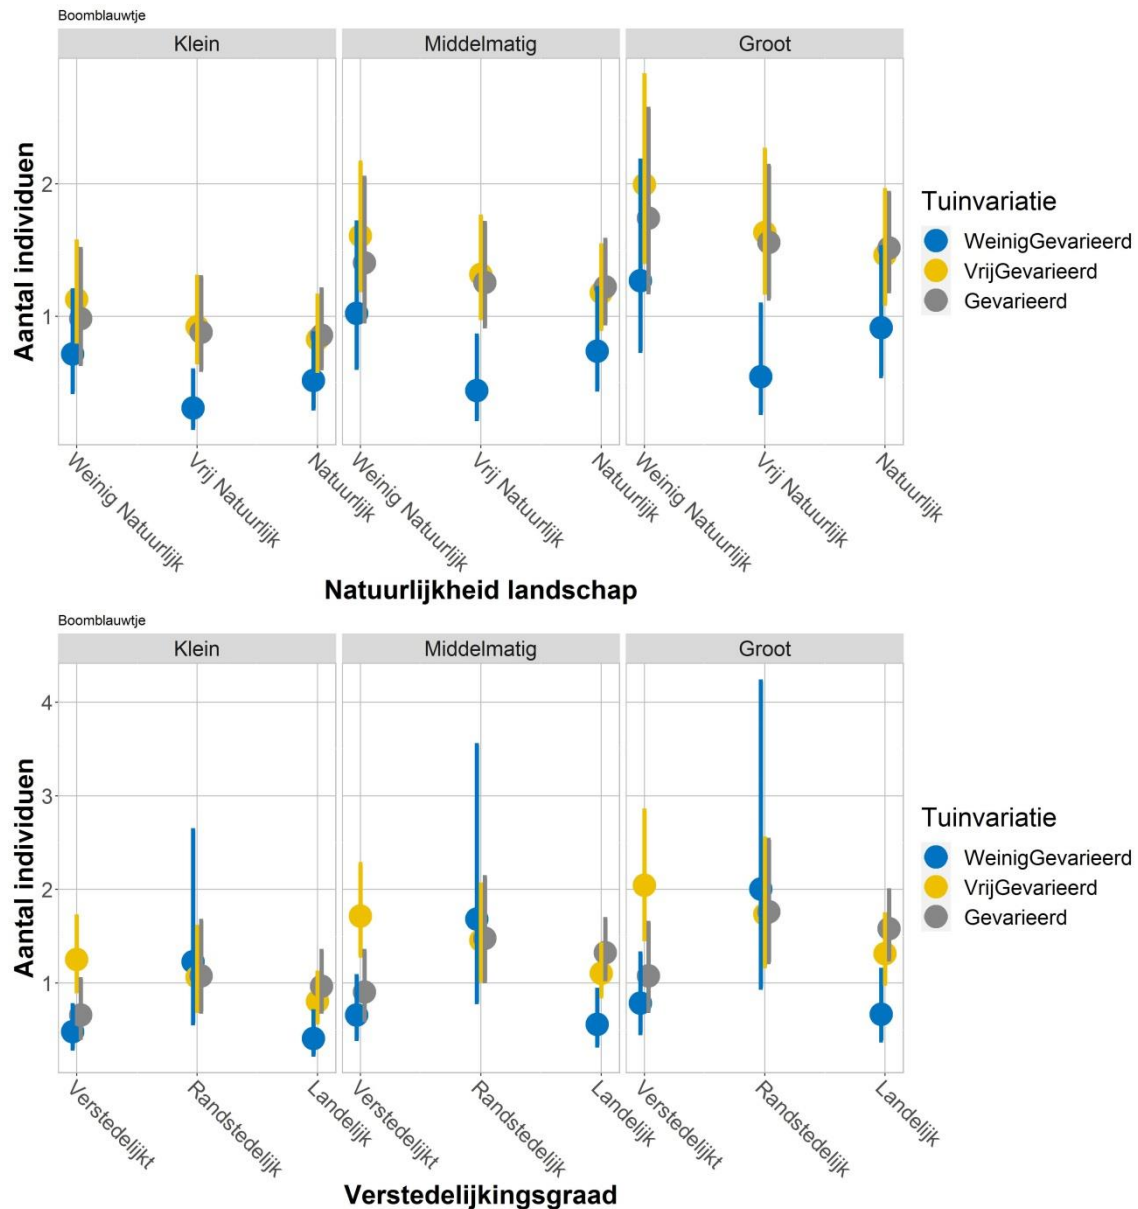 Boomblauwtje
Klein Middelmatig Groot
Aantal individuen
2
1
Weinig Natuurlijk Vrij Natuurlijk Natuurlijk Weinig Natuurlijk Vrij Natuurlijk Natuurlijk Weinig Natuurlijk Vrij Natuurlijk Natuurlijk
Natuurlijkheid landschap
Tuinvariatie
WeinigGevarieerd
VrijGevarieerd
Gevarieerd
Boomblauwtje
Klein Middelmatig Groot
Aantal individuen
4
3
2
1
Verstedelijkt Randstedelijk Landelijk Verstedelijkt Randstedelijk Landelijk Verstedelijkt Randstedelijk Landelijk
Verstedelijkingsgraad
Tuinvariatie
WeinigGevarieerd
VrijGevarieerd
Gevarieerd